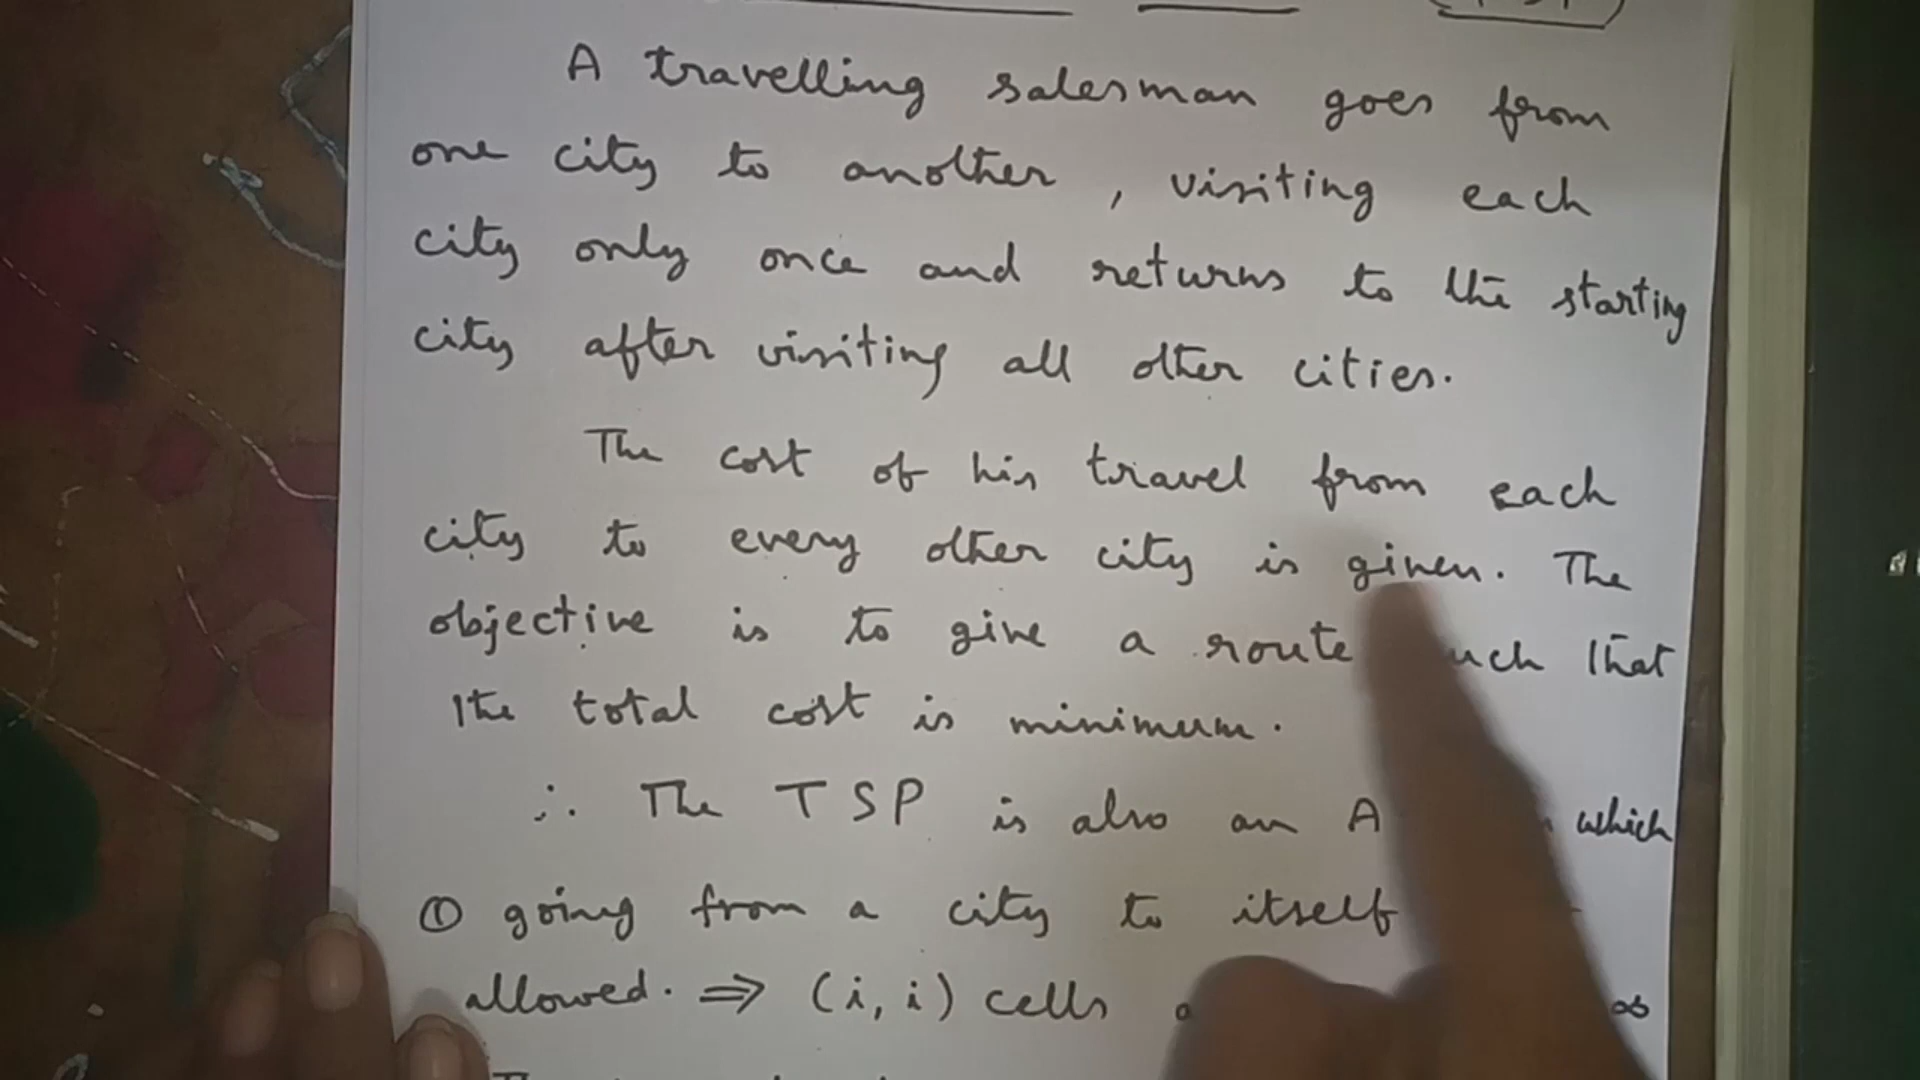 A travelling salesman goes from
one city to another, visiting each
city only once and returns to the starting
city after visiting all other cities.
The cost of his travel from each
city to every other city is given. The
objective is to give a route uch that
the total cost is minimum.
∴ The TSP is also an A which
① going from a city to itself
allowed. ⇒ (i, i) cells ∞